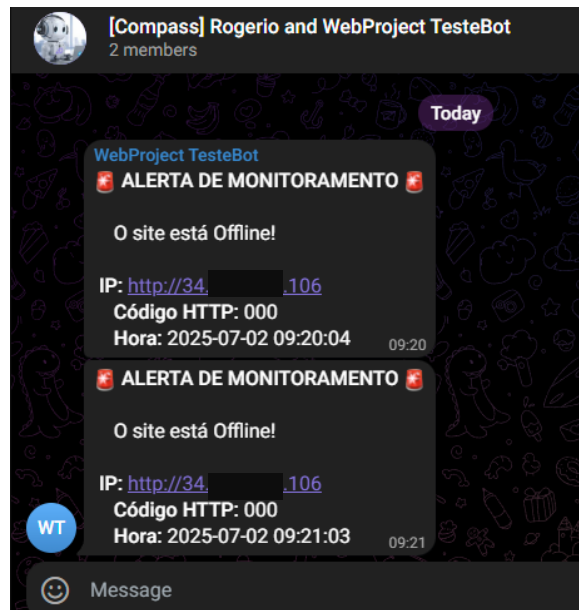 [Compass] Rogerio and WebProject TesteBot
2 members
Today
WebProject TesteBot
🚨 ALERTA DE MONITORAMENTO 🚨
O site está Offline!
IP: http://34. .106
Código HTTP: 000
Hora: 2025-07-02 09:20:04 09:20
🚨 ALERTA DE MONITORAMENTO 🚨
O site está Offline!
IP: http://34. .106
Código HTTP: 000
WT
Hora: 2025-07-02 09:21:03 09:21
Message